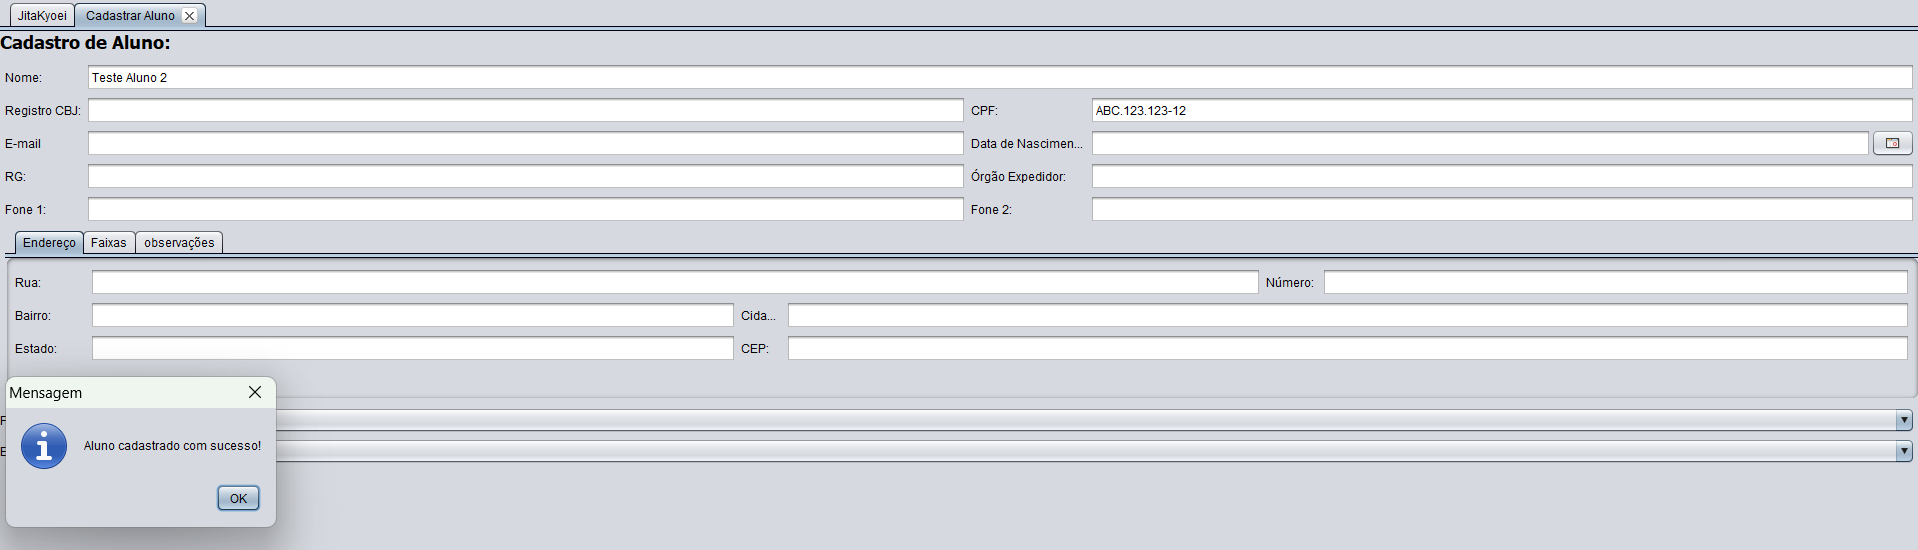 JitaKyoei Cadastrar Aluno
Cadastro de Aluno:
Nome: Teste Aluno 2
Registro CBJ: CPF: ABC.123.123-12
E-mail Data de Nascimen...
RG: Órgão Expedidor:
Fone 1: Fone 2:
Endereço Faixas observações
Rua: Número:
Bairro: Cida...
Estado: CEP:
Mensagem
Aluno cadastrado com sucesso!
OK